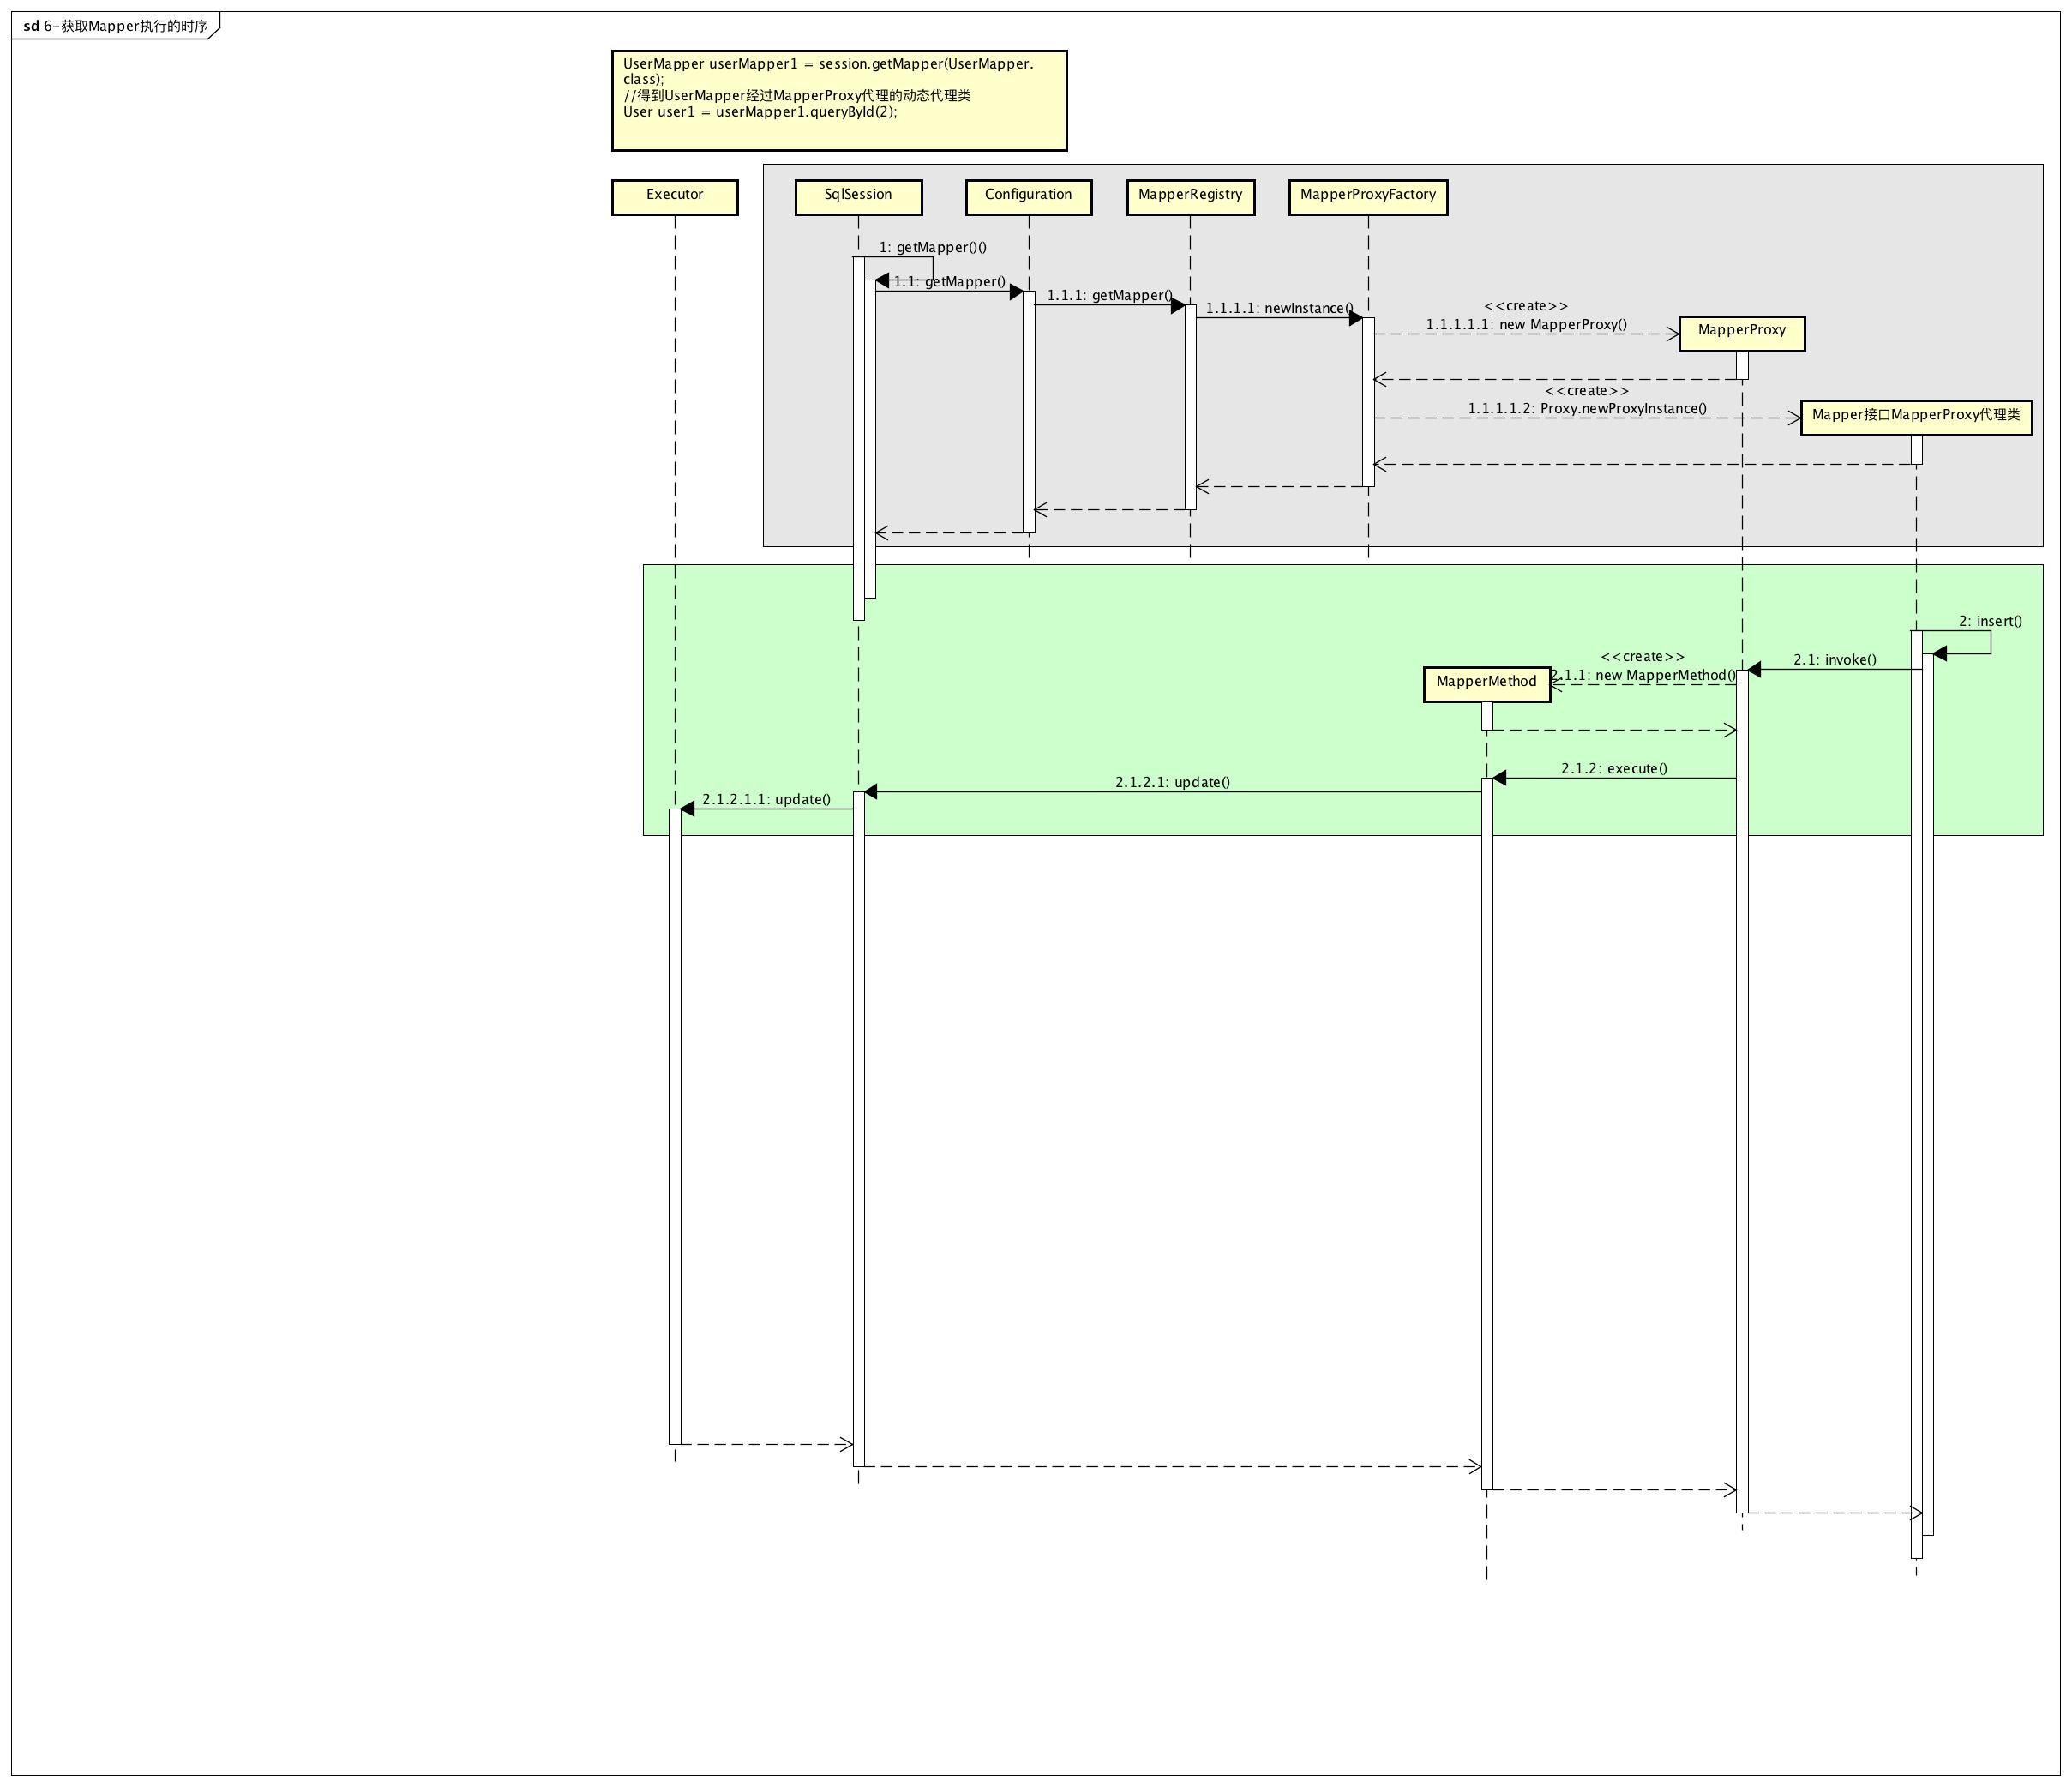 sd 6-获取Mapper执行的时序
UserMapper userMapper1 = session.getMapper(UserMapper.
class);
//得到UserMapper经过MapperProxy代理的动态代理类
User user1 = userMapper1.queryById(2);
Executor
SqlSession
Configuration
MapperRegistry
MapperProxyFactory
1: getMapper()()
1.1: getMapper()
1.1.1: getMapper()
1.1.1.1: newInstance()
<<create>>
1.1.1.1.1: new MapperProxy()
MapperProxy
<<create>>
1.1.1.1.2: Proxy.newProxyInstance()
Mapper接口MapperProxy代理类
2: insert()
2.1: invoke()
<<create>>
2.1.1: new MapperMethod()
MapperMethod
2.1.2: execute()
2.1.2.1: update()
2.1.2.1.1: update()